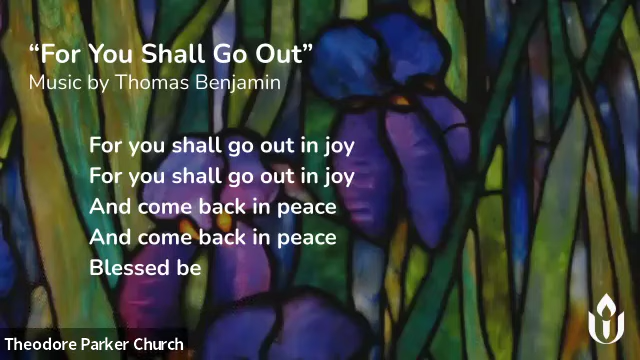 “For You Shall Go Out”
Music by Thomas Benjamin
For you shall go out in joy
For you shall go out in joy
And come back in peace
And come back in peace
Blessed be
Theodore Parker Church